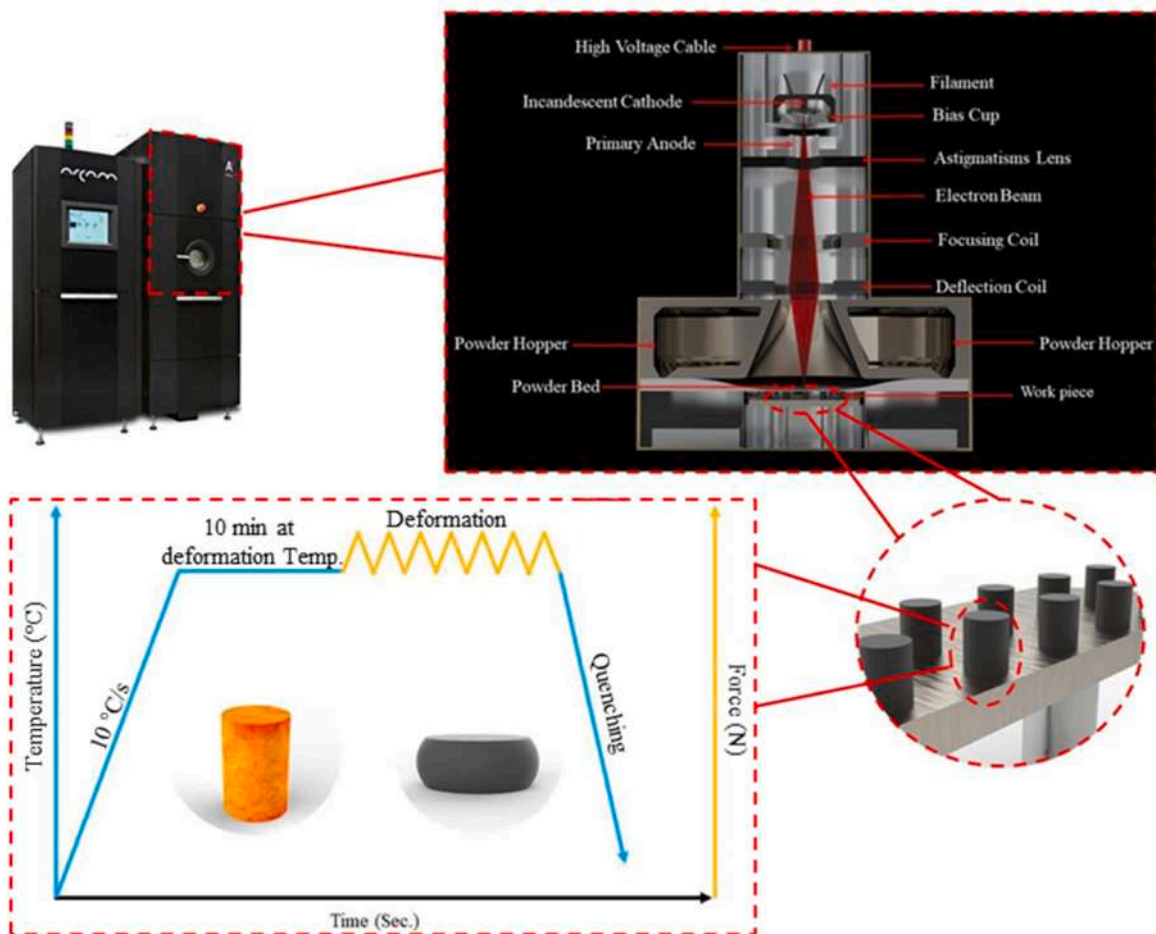 arcam
A
High Voltage Cable
Filament
Incandescent Cathode
Bias Cup
Primary Anode
Astigmatisms Lens
Electron Beam
Focusing Coil
Deflection Coil
Powder Hopper
Powder Hopper
Powder Bed
Work piece
10 min at
deformation Temp.
Deformation
Temperature (°C)
10 °C/s
Quenching
Force (N)
Time (Sec.)